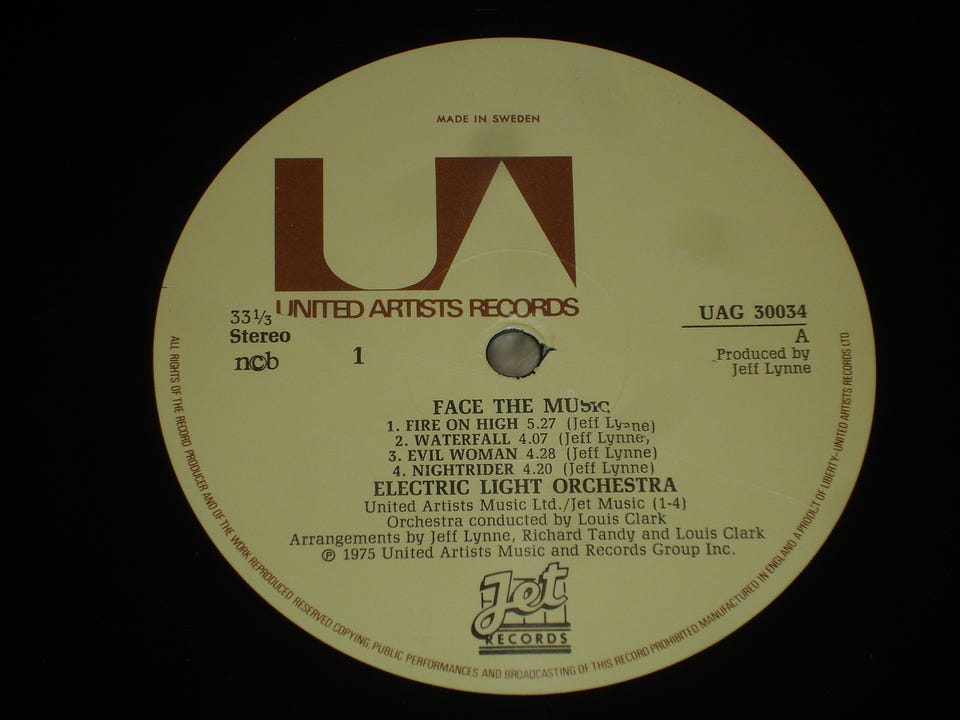 MADE IN SWEDEN
UA
UNITED ARTISTS RECORDS
33 1/3
Stereo
ncb
1
UAG 30034
A
Produced by
Jeff Lynne
FACE THE MUSIC
1. FIRE ON HIGH 5.27 (Jeff Lynne)
2. WATERFALL 4.07 (Jeff Lynne)
3. EVIL WOMAN 4.28 (Jeff Lynne)
4. NIGHTRIDER 4.20 (Jeff Lynne)
ELECTRIC LIGHT ORCHESTRA
United Artists Music Ltd./Jet Music (1-4)
Orchestra conducted by Louis Clark
Arrangements by Jeff Lynne, Richard Tandy and Louis Clark
℗ 1975 United Artists Music and Records Group Inc.
Jet
RECORDS
ALL RIGHTS OF THE RECORD PRODUCER AND OF THE WORK REPRODUCED RESERVED. COPYING, PUBLIC PERFORMANCES AND BROADCASTING OF THIS RECORD PROHIBITED. MANUFACTURED IN ENGLAND. A PRODUCT OF LIBERTY-UNITED ARTISTS RECORDS LTD